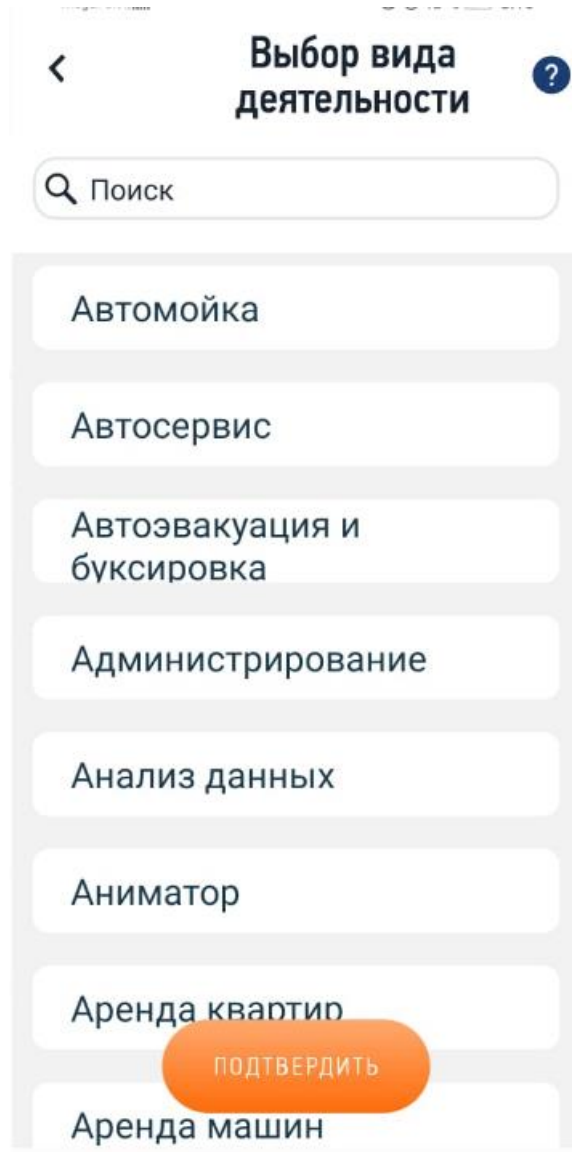 Выбор вида
деятельности
?
Поиск
Автомойка
Автосервис
Автоэвакуация и
буксировка
Администрирование
Анализ данных
Аниматор
Аренда квартир
ПОДТВЕРДИТЬ
Аренда машин